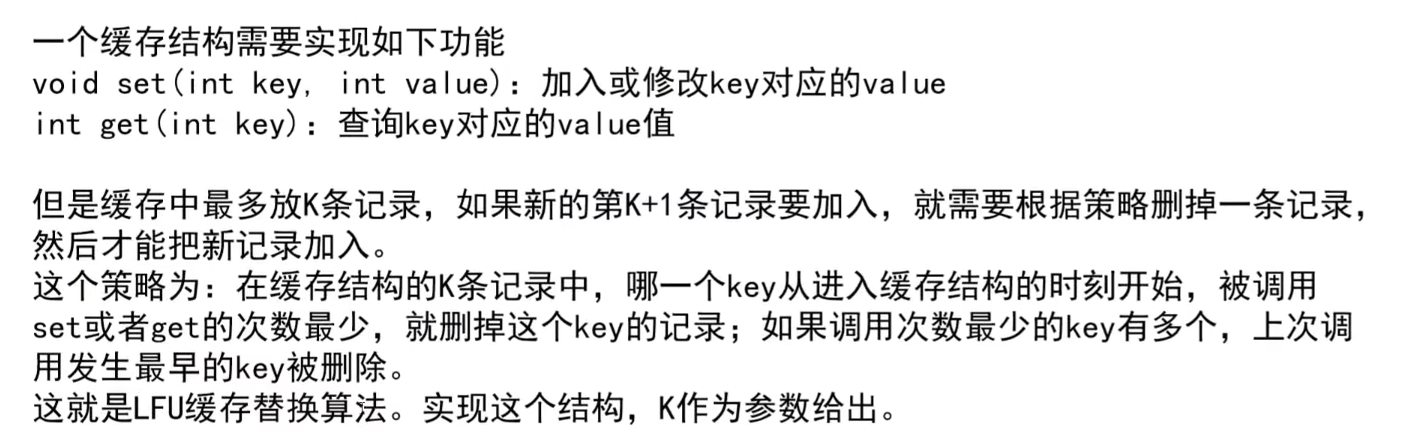 一个缓存结构需要实现如下功能
void set(int key, int value)：加入或修改key对应的value
int get(int key)：查询key对应的value值
但是缓存中最多放K条记录，如果新的第K+1条记录要加入，就需要根据策略删掉一条记录，
然后才能把新记录加入。
这个策略为：在缓存结构的K条记录中，哪一个key从进入缓存结构的时刻开始，被调用
set或者get的次数最少，就删掉这个key的记录；如果调用次数最少的key有多个，上次调
用发生最早的key被删除。
这就是LFU缓存替换算法。实现这个结构，K作为参数给出。